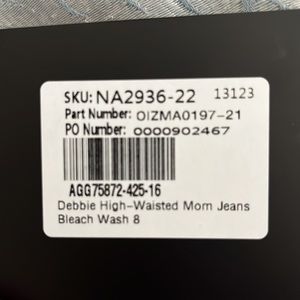 SKU: NA2936-22 13123
Part Number: OIZMA0197-21
PO Number: 0000902467
AGG75872-425-16
Debbie High-Waisted Mom Jeans
Bleach Wash 8